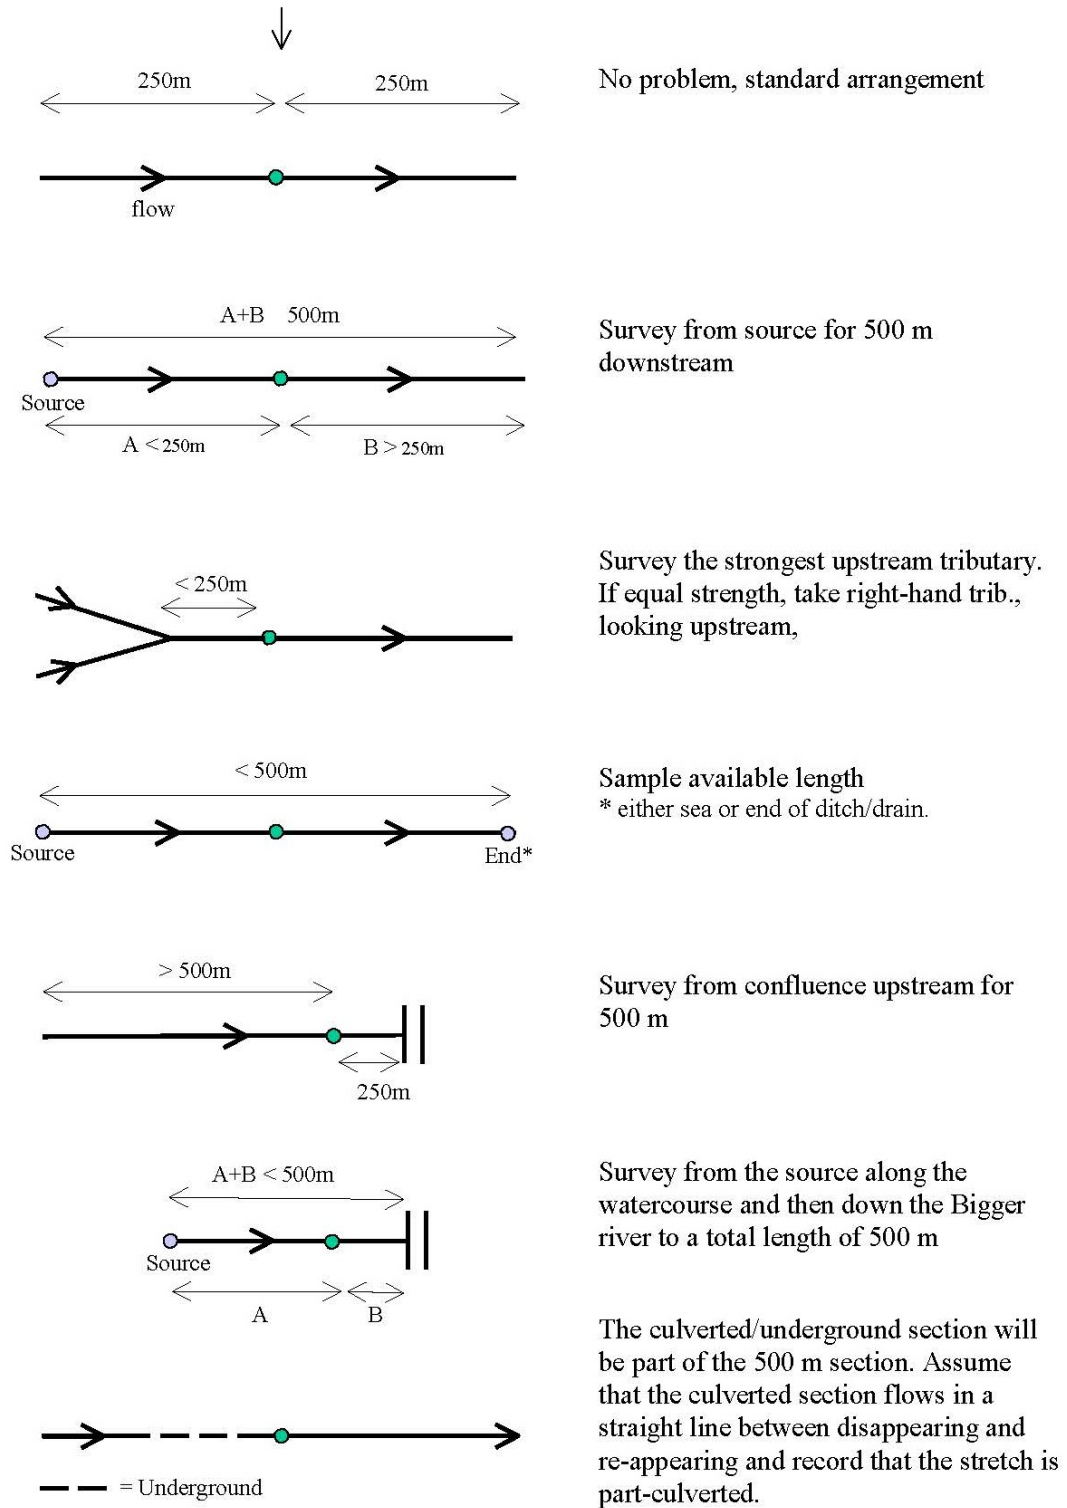 250m
250m
No problem, standard arrangement
flow
A+B 500m
Survey from source for 500 m
downstream
Source
A < 250m
B > 250m
Survey the strongest upstream tributary.
If equal strength, take right-hand trib.,
looking upstream,
< 250m
< 500m
Sample available length
* either sea or end of ditch/drain.
Source
End*
> 500m
Survey from confluence upstream for
500 m
250m
A+B < 500m
Survey from the source along the
watercourse and then down the Bigger
river to a total length of 500 m
Source
A
B
The culverted/underground section will
be part of the 500 m section. Assume
that the culverted section flows in a
straight line between disappearing and
re-appearing and record that the stretch is
part-culverted.
= Underground